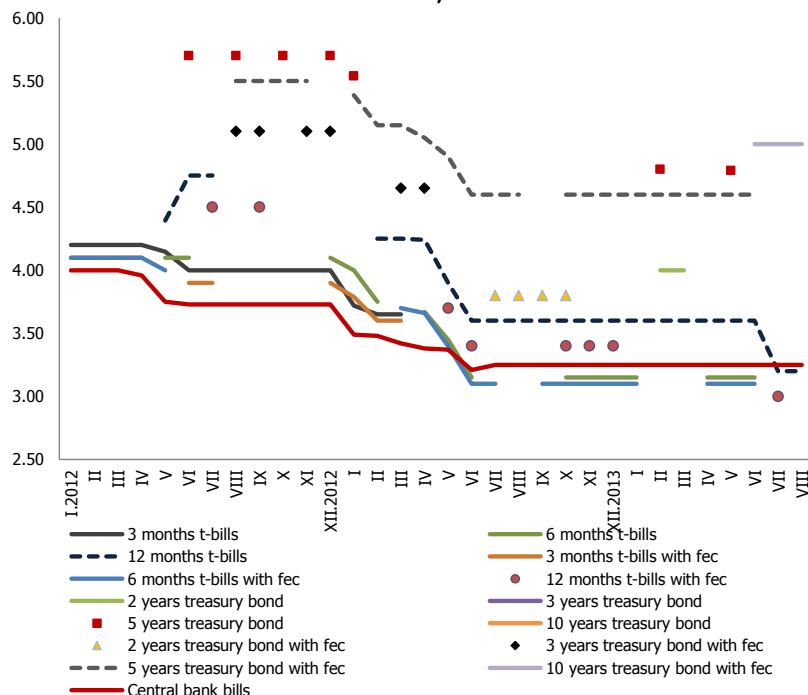 6.00
5.50
5.00
4.50
4.00
3.50
3.00
2.50
I.2012
II
III
IV
V
VI
VII
VIII
IX
X
XI
XII.2012
I
II
III
IV
V
VI
VII
VIII
IX
X
XI
XII.2013
I
II
III
IV
V
VI
VII
VIII
3 months t-bills
6 months t-bills
12 months t-bills
3 months t-bills with fec
6 months t-bills with fec
12 months t-bills with fec
2 years treasury bond
3 years treasury bond
5 years treasury bond
10 years treasury bond
2 years treasury bond with fec
3 years treasury bond with fec
5 years treasury bond with fec
10 years treasury bond with fec
Central bank bills